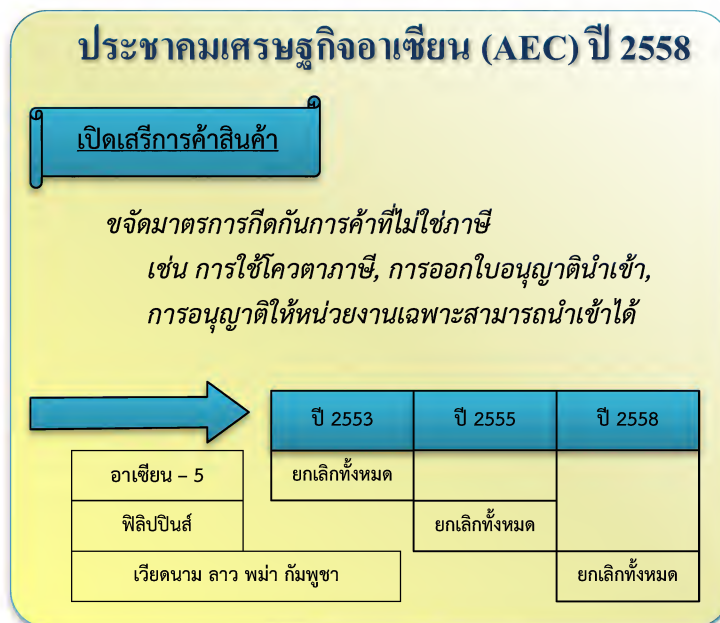 ประชาคมเศรษฐกิจอาเซียน (AEC) ปี 2558
เปิดเสรีการค้าสินค้า
ขจัดมาตรการกีดกันการค้าที่ไม่ใช่ภาษี
เช่น การใช้โควตาภาษี, การออกใบอนุญาตินำเข้า,
การอนุญาติให้หน่วยงานเฉพาะสามารถนำเข้าได้
ปี 2553 ปี 2555 ปี 2558
อาเซียน – 5 ยกเลิกทั้งหมด
ฟิลิปปินส์ ยกเลิกทั้งหมด
เวียดนาม ลาว พม่า กัมพูชา ยกเลิกทั้งหมด